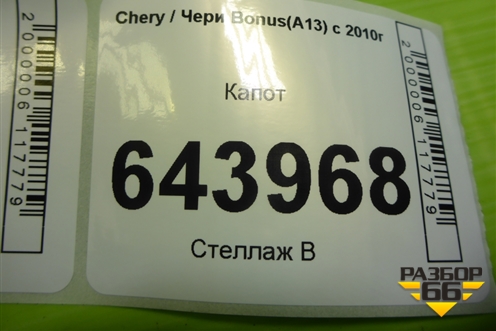 Chery / Чери Bonus(A13) с 2010г
Капот
643968
Стеллаж В
2000006117779
2000006117779
РАЗБОР
66